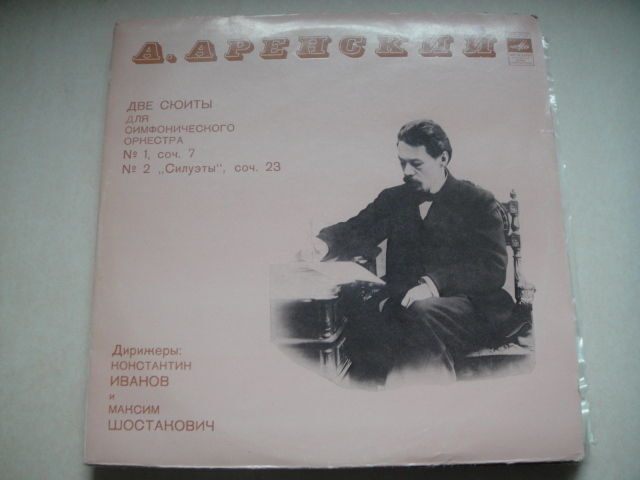 А. АРЕНСКИЙ
ДВЕ СЮИТЫ
ДЛЯ
СИМФОНИЧЕСКОГО
ОРКЕСТРА
№ 1, соч. 7
№ 2 „Силуэты", соч. 23
Дирижеры:
КОНСТАНТИН
ИВАНОВ
и
МАКСИМ
ШОСТАКОВИЧ